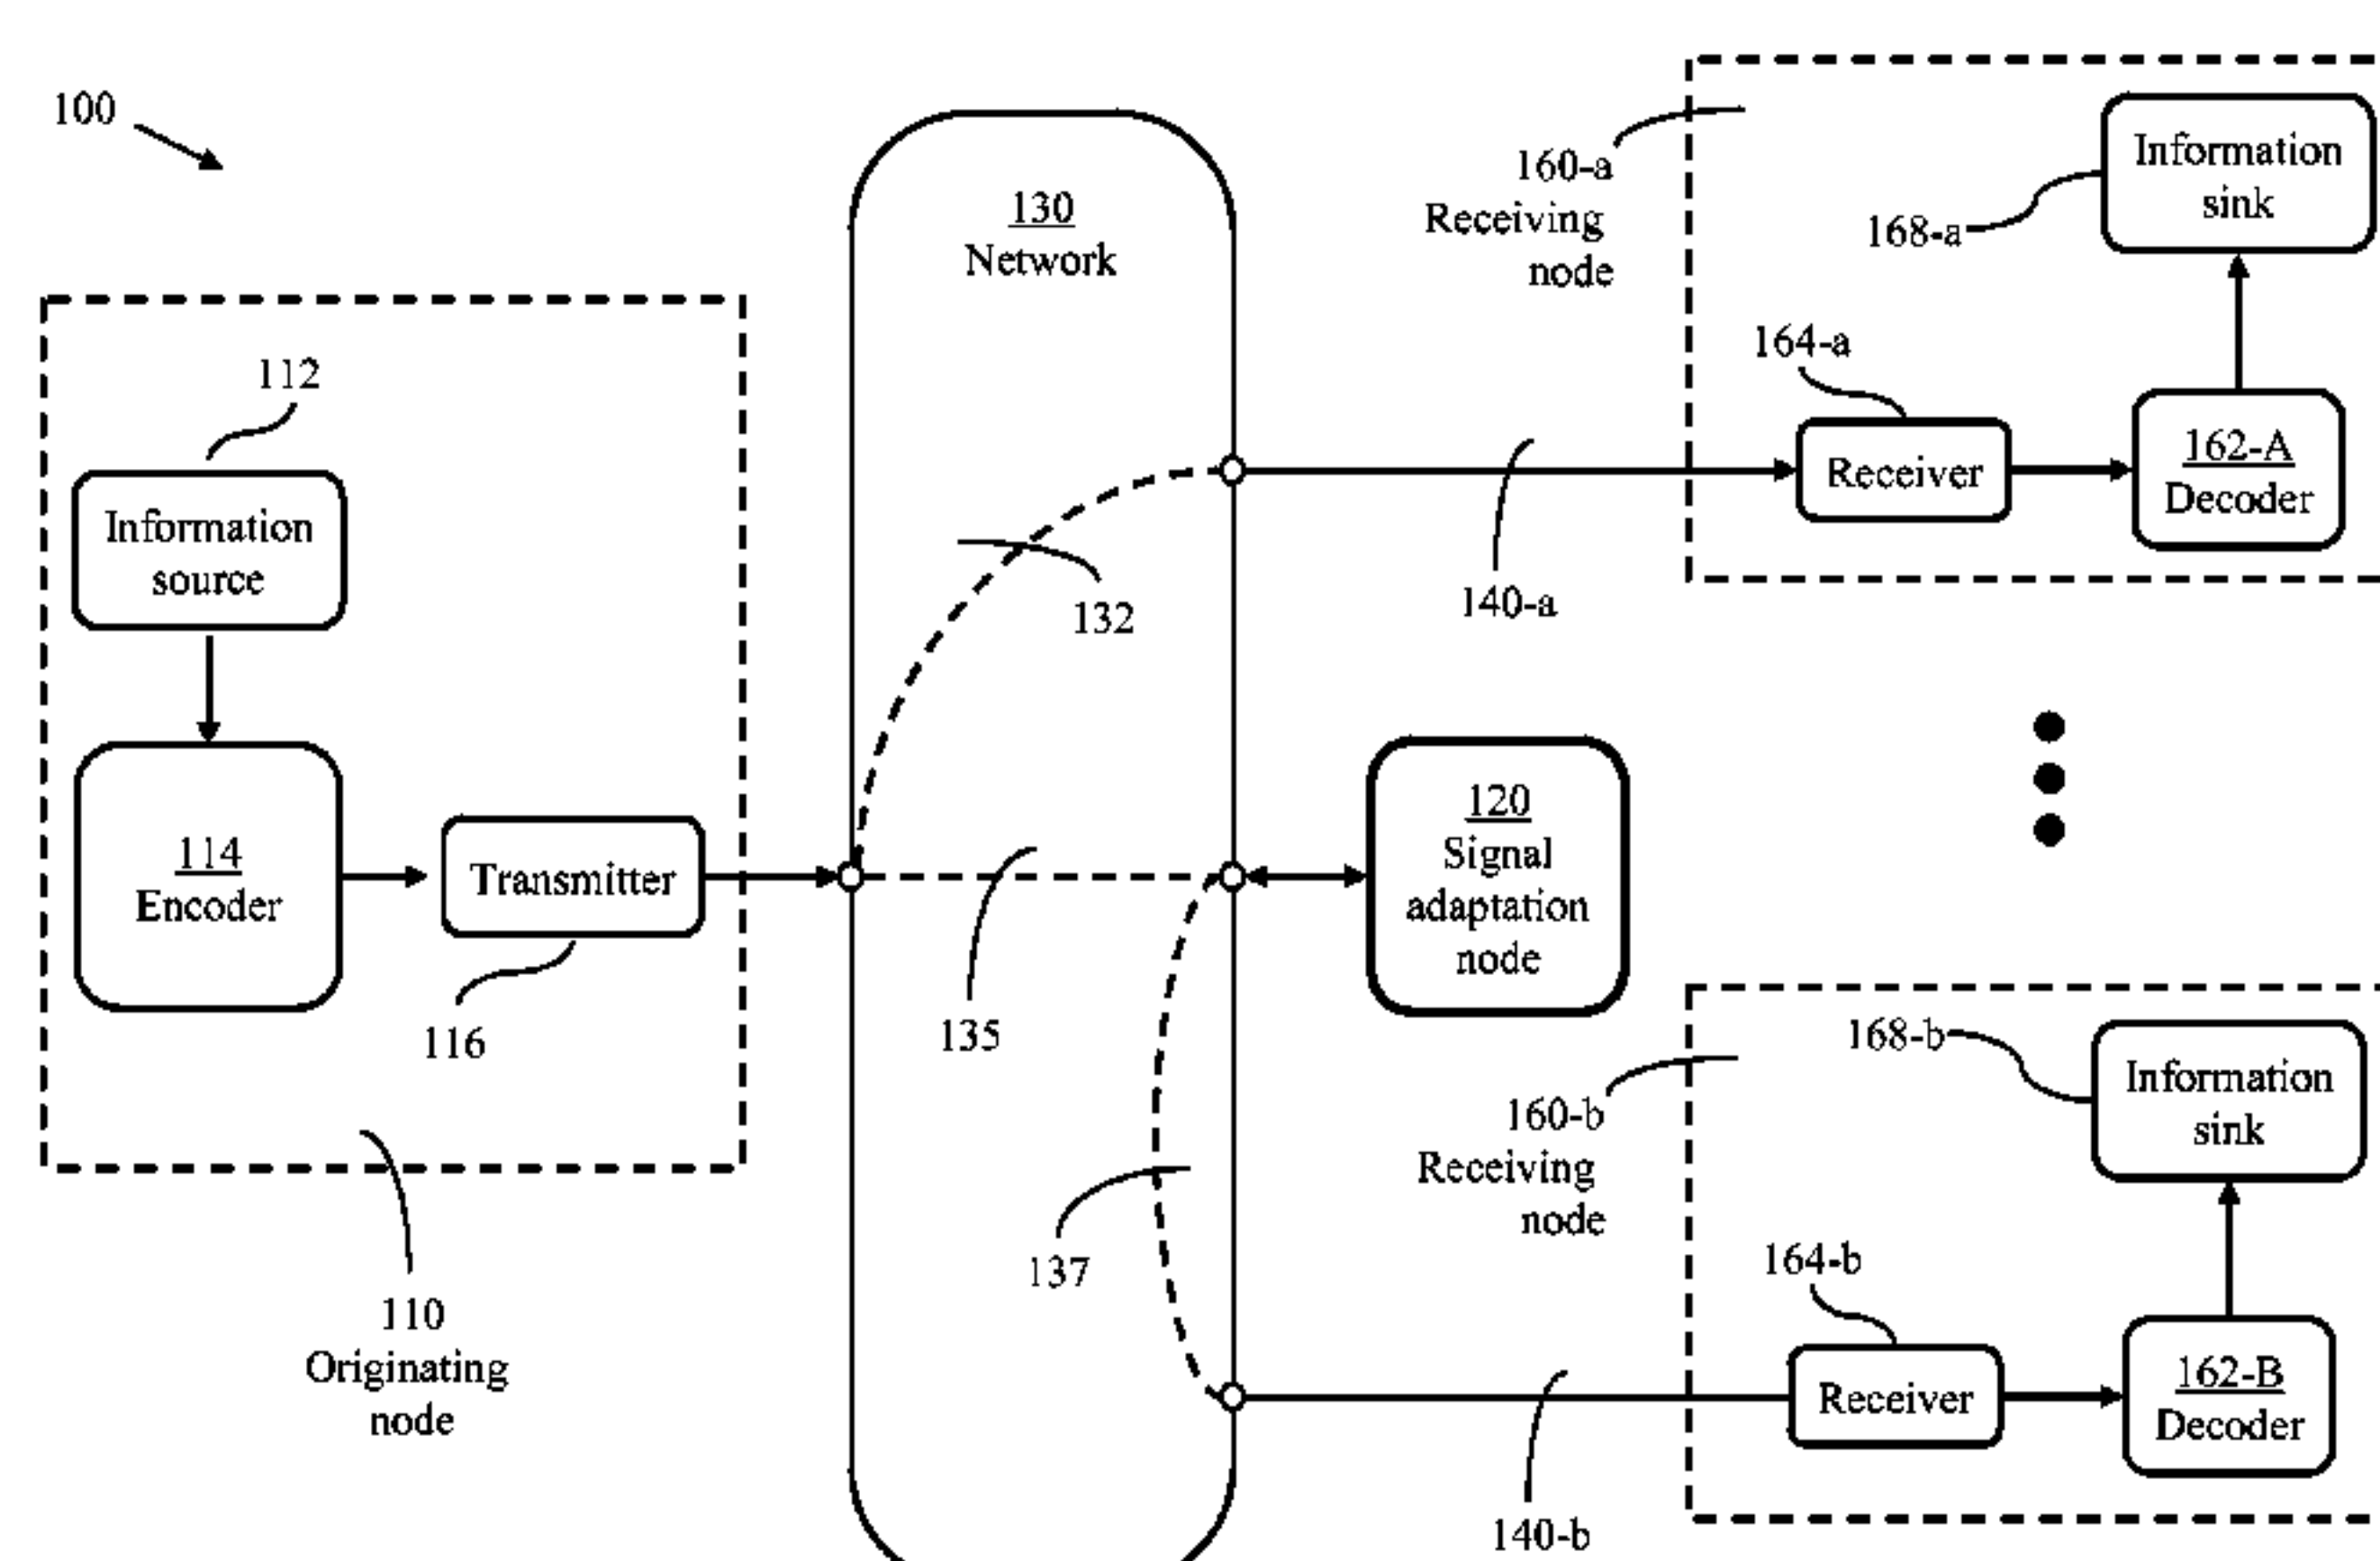 100
130
Network
160-a
Receiving
node
Information
sink
168-a
112
164-a
Information
source
Receiver
162-A
Decoder
132
140-a
114
Encoder
Transmitter
116
135
120
Signal
adaptation
node
168-b
Information
sink
160-b
Receiving
node
137
164-b
110
Originating
node
Receiver
162-B
Decoder
140-b